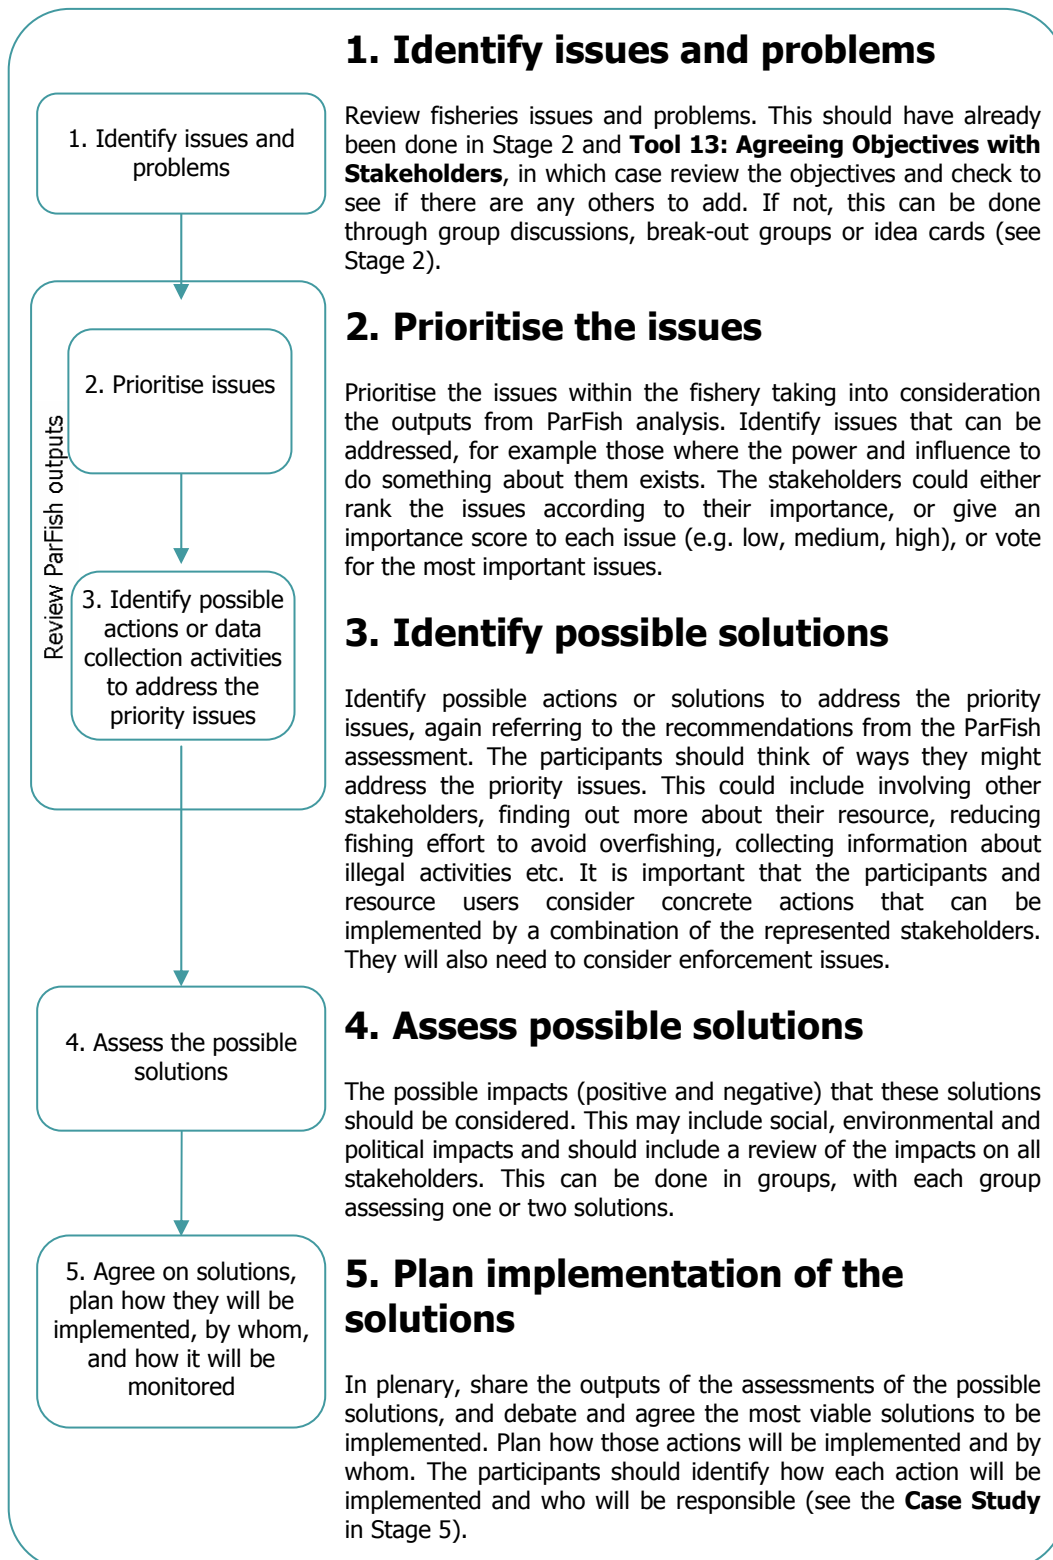 1. Identify issues and
problems
Review ParFish outputs
2. Prioritise issues
3. Identify possible
actions or data
collection activities
to address the
priority issues
4. Assess the possible
solutions
5. Agree on solutions,
plan how they will be
implemented, by whom,
and how it will be
monitored
1. Identify issues and problems
Review fisheries issues and problems. This should have already
been done in Stage 2 and Tool 13: Agreeing Objectives with
Stakeholders, in which case review the objectives and check to
see if there are any others to add. If not, this can be done
through group discussions, break-out groups or idea cards (see
Stage 2).
2. Prioritise the issues
Prioritise the issues within the fishery taking into consideration
the outputs from ParFish analysis. Identify issues that can be
addressed, for example those where the power and influence to
do something about them exists. The stakeholders could either
rank the issues according to their importance, or give an
importance score to each issue (e.g. low, medium, high), or vote
for the most important issues.
3. Identify possible solutions
Identify possible actions or solutions to address the priority
issues, again referring to the recommendations from the ParFish
assessment. The participants should think of ways they might
address the priority issues. This could include involving other
stakeholders, finding out more about their resource, reducing
fishing effort to avoid overfishing, collecting information about
illegal activities etc. It is important that the participants and
resource users consider concrete actions that can be
implemented by a combination of the represented stakeholders.
They will also need to consider enforcement issues.
4. Assess possible solutions
The possible impacts (positive and negative) that these solutions
should be considered. This may include social, environmental and
political impacts and should include a review of the impacts on all
stakeholders. This can be done in groups, with each group
assessing one or two solutions.
5. Plan implementation of the
solutions
In plenary, share the outputs of the assessments of the possible
solutions, and debate and agree the most viable solutions to be
implemented. Plan how those actions will be implemented and by
whom. The participants should identify how each action will be
implemented and who will be responsible (see the Case Study
in Stage 5).